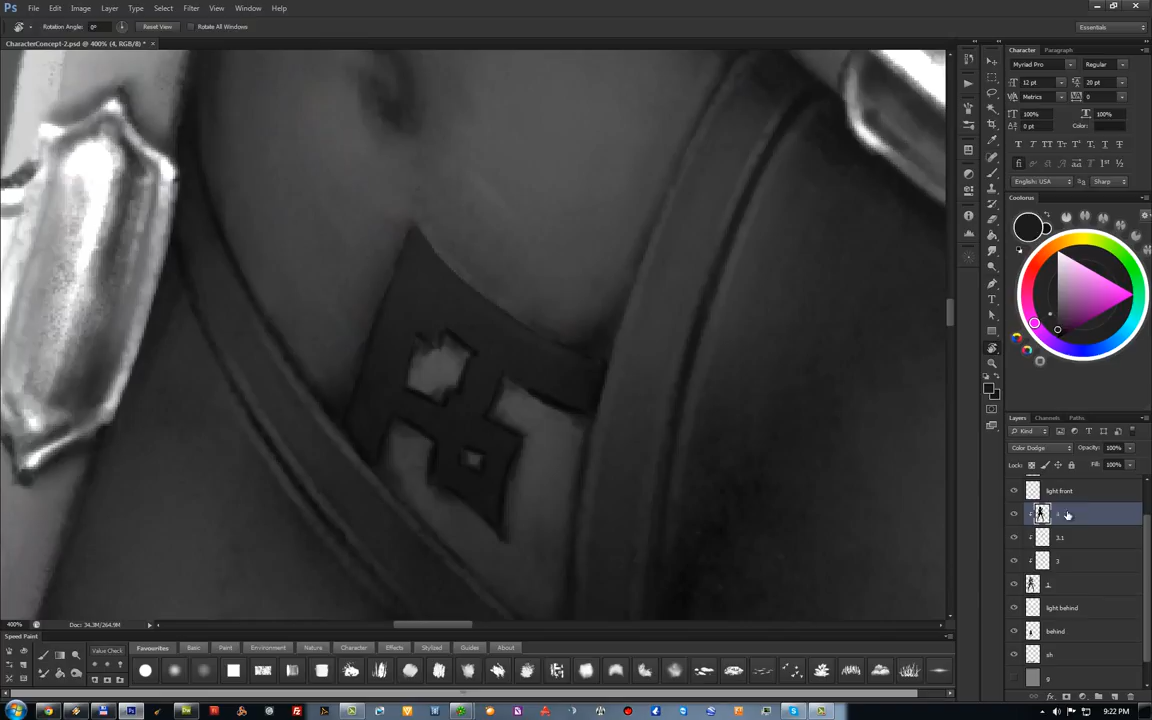 Ps File Edit Image Layer Type Select Filter View Window Help
Rotation Angle: 0° Reset View Rotate All Windows Essentials
CharacterConcept-2.psd @ 400% (4, RGB/8) * ×
Character Paragraph
Myriad Pro Regular
12 pt 20 pt
Metrics 0
100% 100%
0 pt Color:
English: USA Sharp
Coolorus
Layers Channels Paths
Kind
Color Dodge Opacity: 100%
Lock: Fill: 100%
light front
4
3.1
3
1
light behind
behind
sh
g
400% Doc: 34.3M/264.9M
Speed Paint
Value Check
Favourites Basic Paint Environment Nature Character Effects Stylized Guides About
9:22 PM